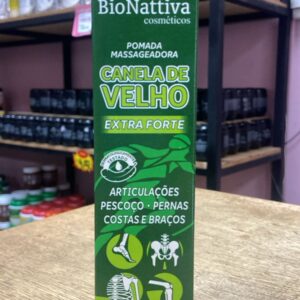 BioNattiva
cosméticos
POMADA
MASSAGEADORA
CANELA DE
VELHO
EXTRA FORTE
ARTICULAÇÕES
PESCOÇO • PERNAS
COSTAS E BRAÇOS